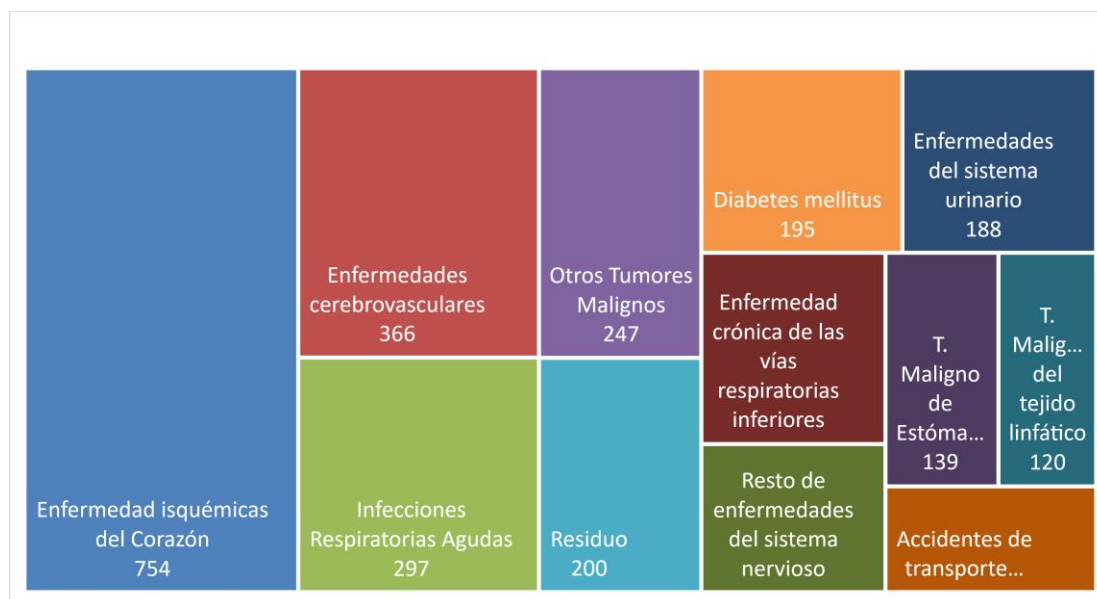 Enfermedad isquémicas
del Corazón
754
Enfermedades
cerebrovasculares
366
Infecciones
Respiratorias Agudas
297
Otros Tumores
Malignos
247
Residuo
200
Diabetes mellitus
195
Enfermedades
del sistema
urinario
188
Enfermedad
crónica de las
vías
respiratorias
inferiores
Resto de
enfermedades
del sistema
nervioso
T.
Maligno
de
Estóma...
139
T.
Malig...
del
tejido
linfático
120
Accidentes de
transporte...